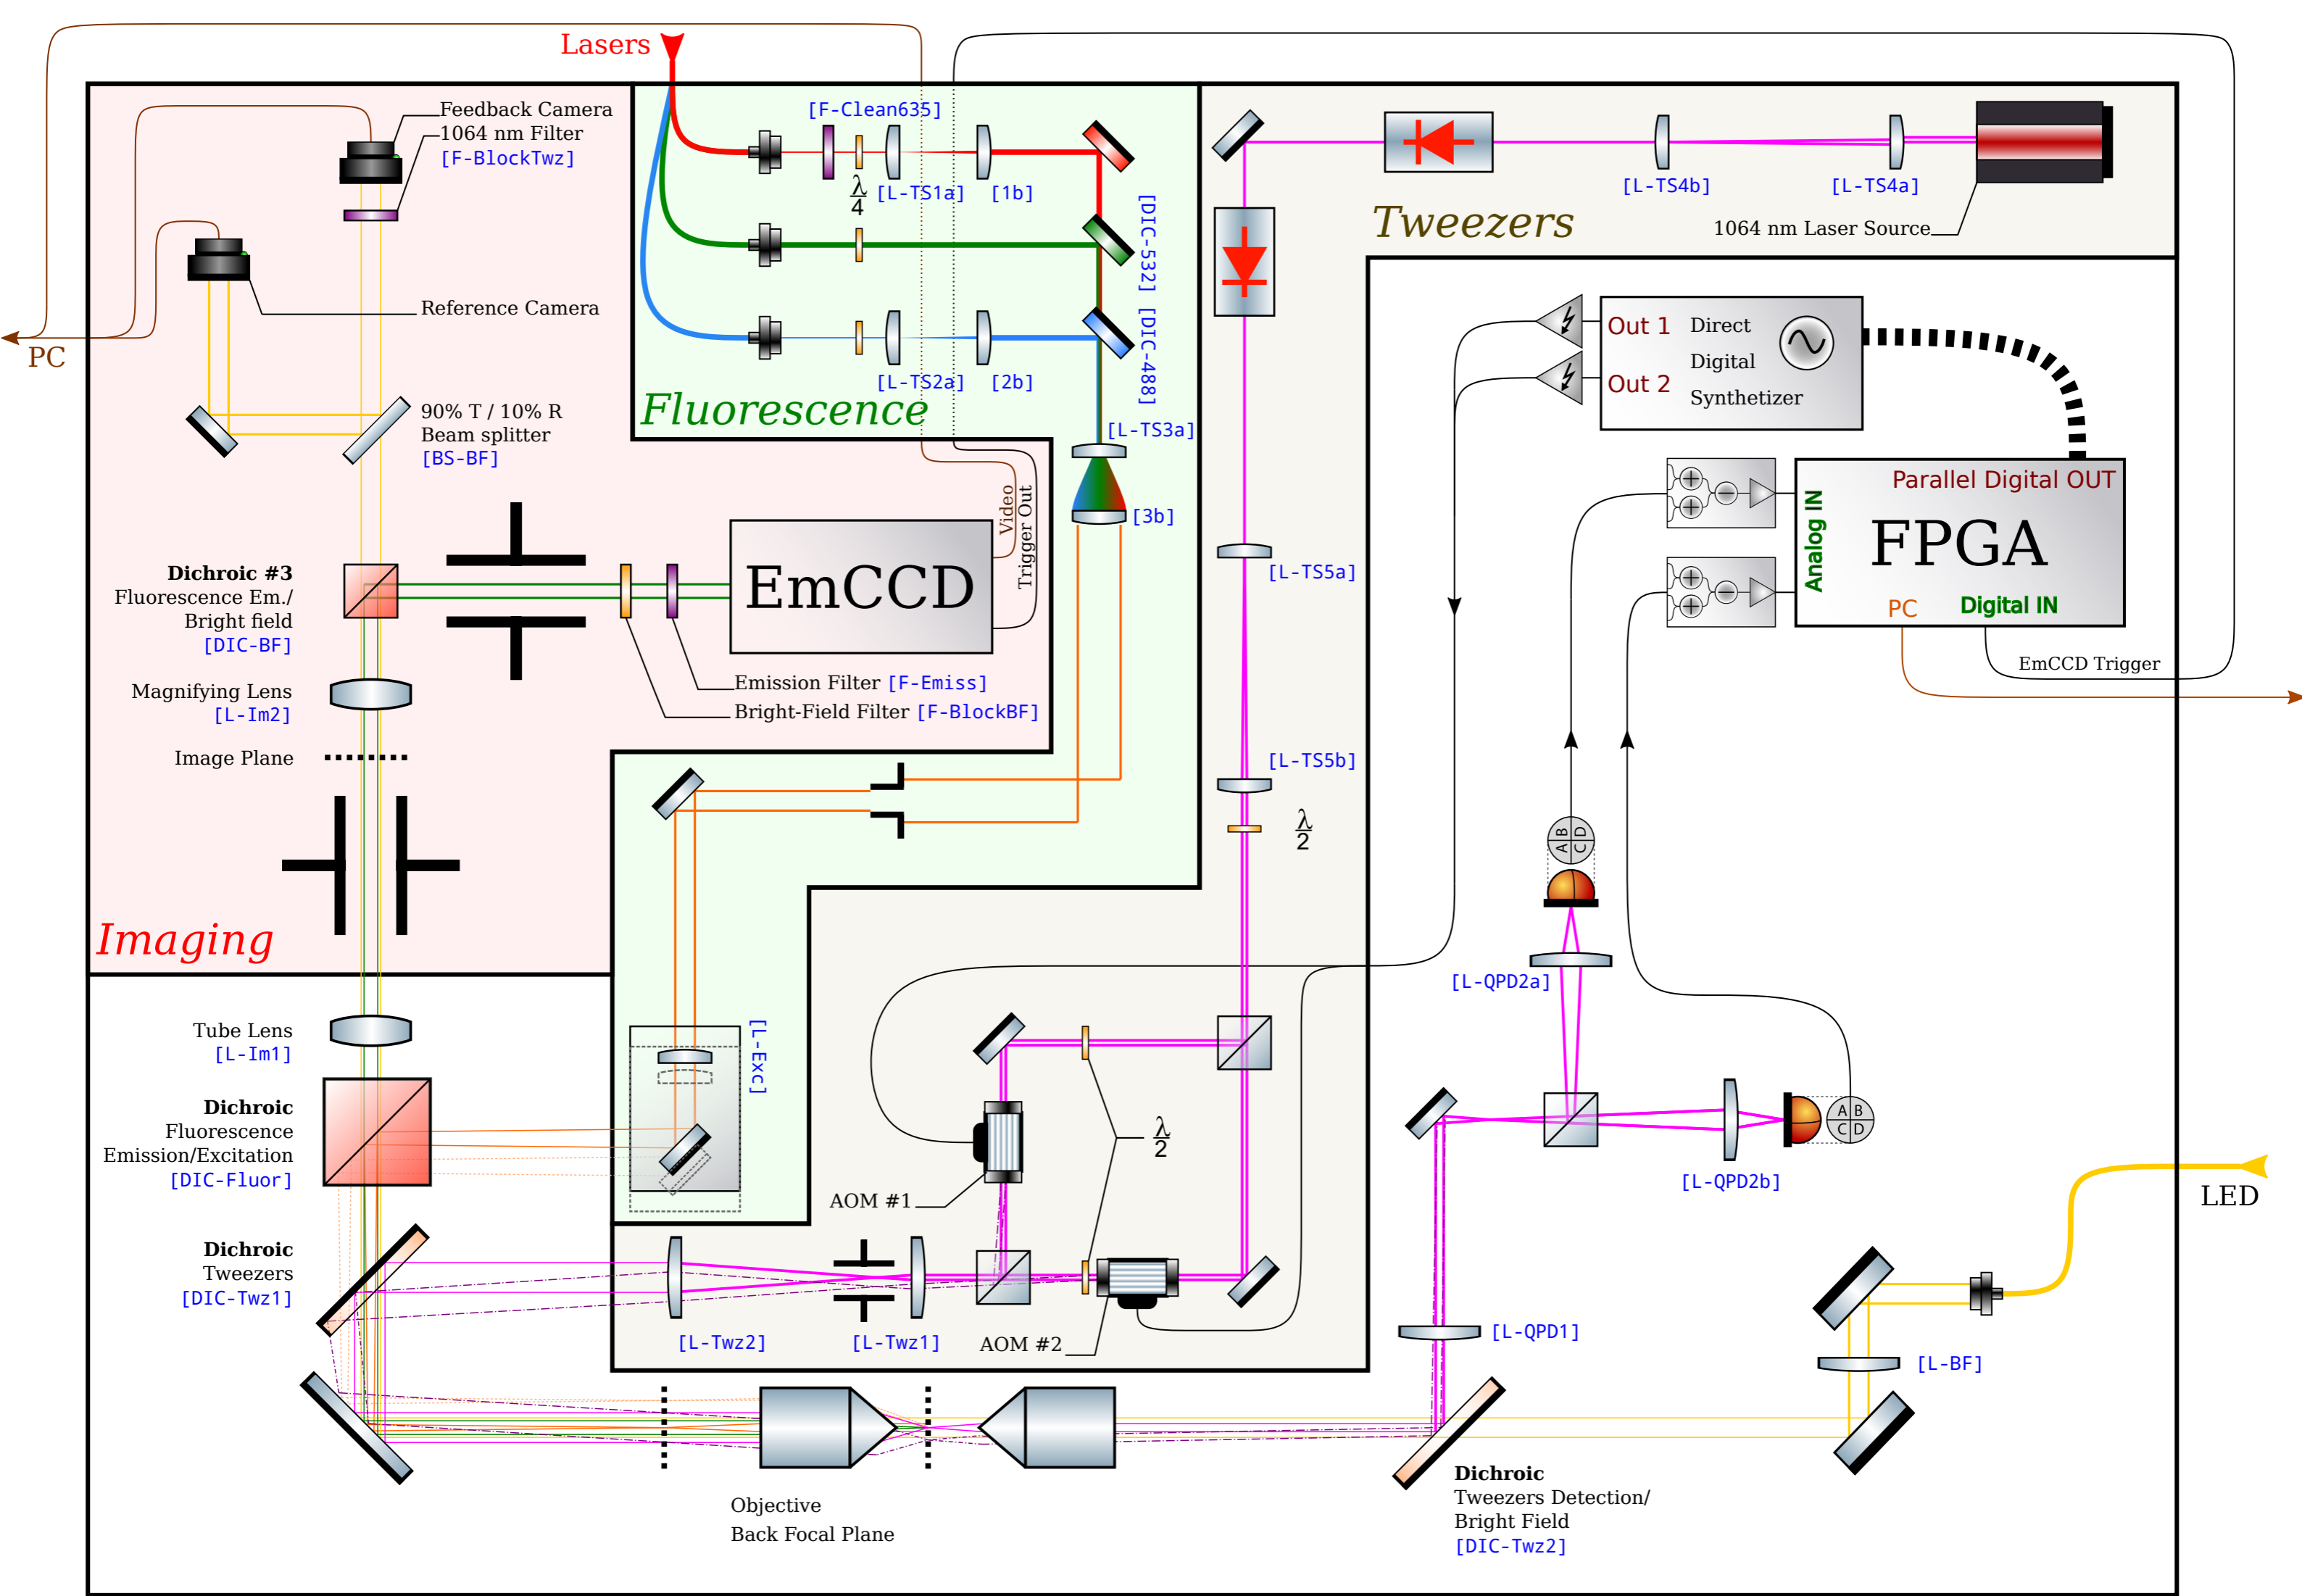 Lasers
Feedback Camera
1064 nm Filter
[F-BlockTwz]
Reference Camera
PC
90% T / 10% R
Beam splitter
[BS-BF]
Dichroic #3
Fluorescence Em./
Bright field
[DIC-BF]
Magnifying Lens
[L-Im2]
Image Plane
Imaging
EmCCD
Video
Trigger Out
Emission Filter [F-Emiss]
Bright-Field Filter [F-BlockBF]
[F-Clean635]
λ
4
[L-TS1a]
[1b]
[DIC-532]
[DIC-488]
[L-TS2a]
[2b]
Fluorescence
[L-TS3a]
[3b]
Tweezers
[L-TS4b]
[L-TS4a]
1064 nm Laser Source
Out 1
Out 2
Direct
Digital
Synthetizer
Parallel Digital OUT
Analog IN
FPGA
PC
Digital IN
EmCCD Trigger
[L-TS5a]
[L-TS5b]
λ
2
A B
C D
[L-QPD2a]
A B
C D
[L-QPD2b]
LED
Tube Lens
[L-Im1]
Dichroic
Fluorescence
Emission/Excitation
[DIC-Fluor]
[L-Exc]
AOM #1
λ
2
Dichroic
Tweezers
[DIC-Twz1]
[L-Twz2]
[L-Twz1]
AOM #2
[L-QPD1]
[L-BF]
Objective
Back Focal Plane
Dichroic
Tweezers Detection/
Bright Field
[DIC-Twz2]